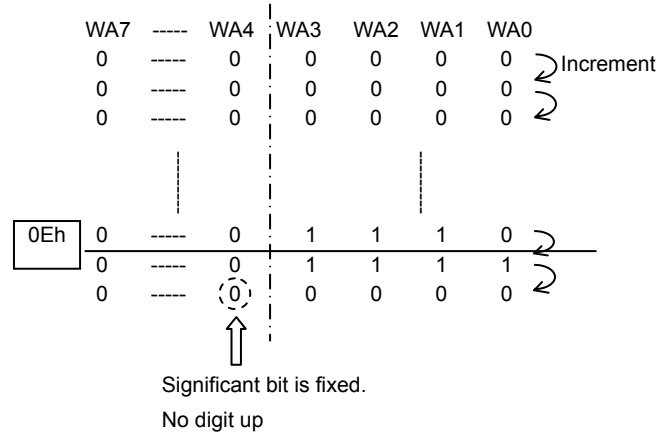 WA7 ----- WA4 WA3 WA2 WA1 WA0
0 ----- 0 0 0 0 0 Increment
0 ----- 0 0 0 0 0
0 ----- 0 0 0 0 0
0Eh 0 ----- 0 1 1 1 0
0 ----- 0 1 1 1 1
0 ----- 0 0 0 0 0
Significant bit is fixed.
No digit up